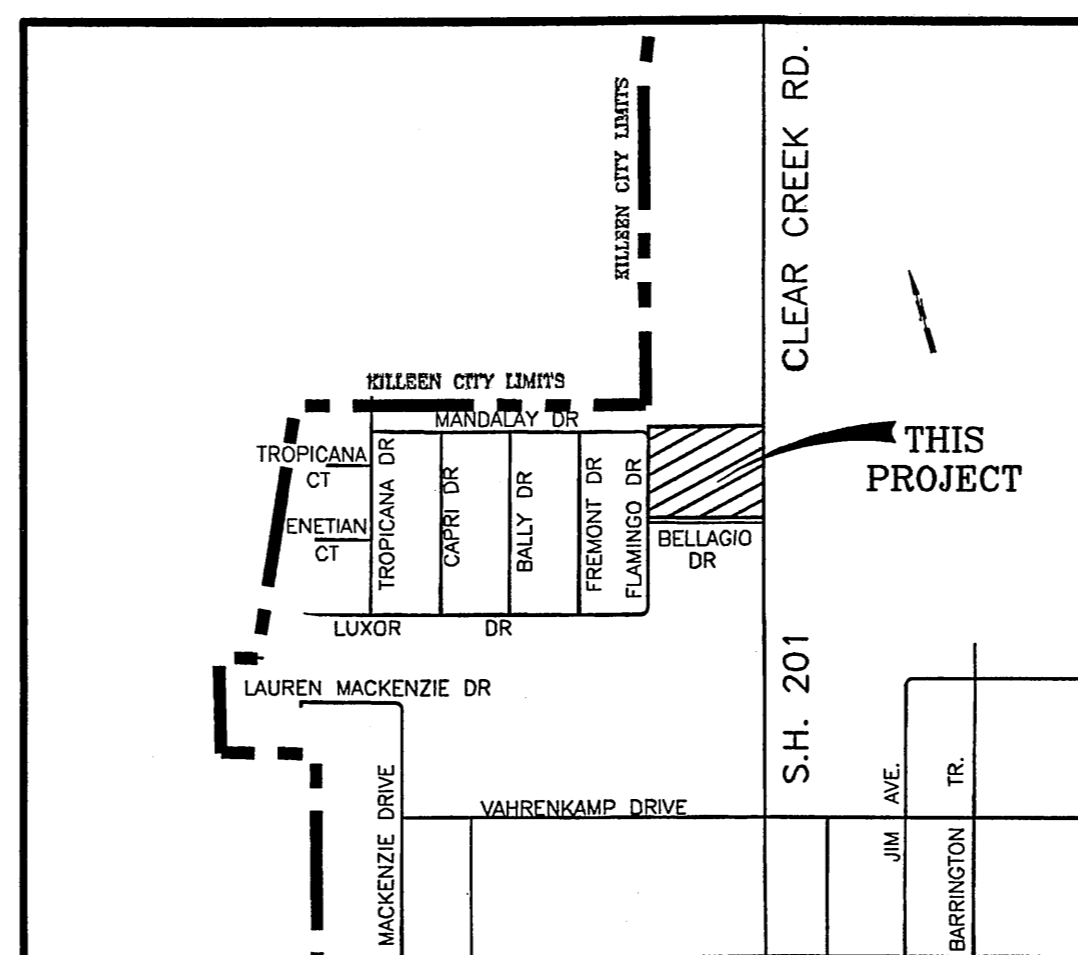 KILLEEN CITY LIMITS
CLEAR CREEK RD.
KILLEEN CITY LIMITS
MANDALAY DR
TROPICANA
CT
ENETIAN
CT
TROPICANA DR
CAPRI DR
BALLY DR
FREMONT DR
FLAMINGO DR
THIS
PROJECT
BELLAGIO
DR
LUXOR DR
S.H. 201
LAUREN MACKENZIE DR
MACKENZIE DRIVE
VAHRENKAMP DRIVE
JIM AVE.
BARRINGTON TR.